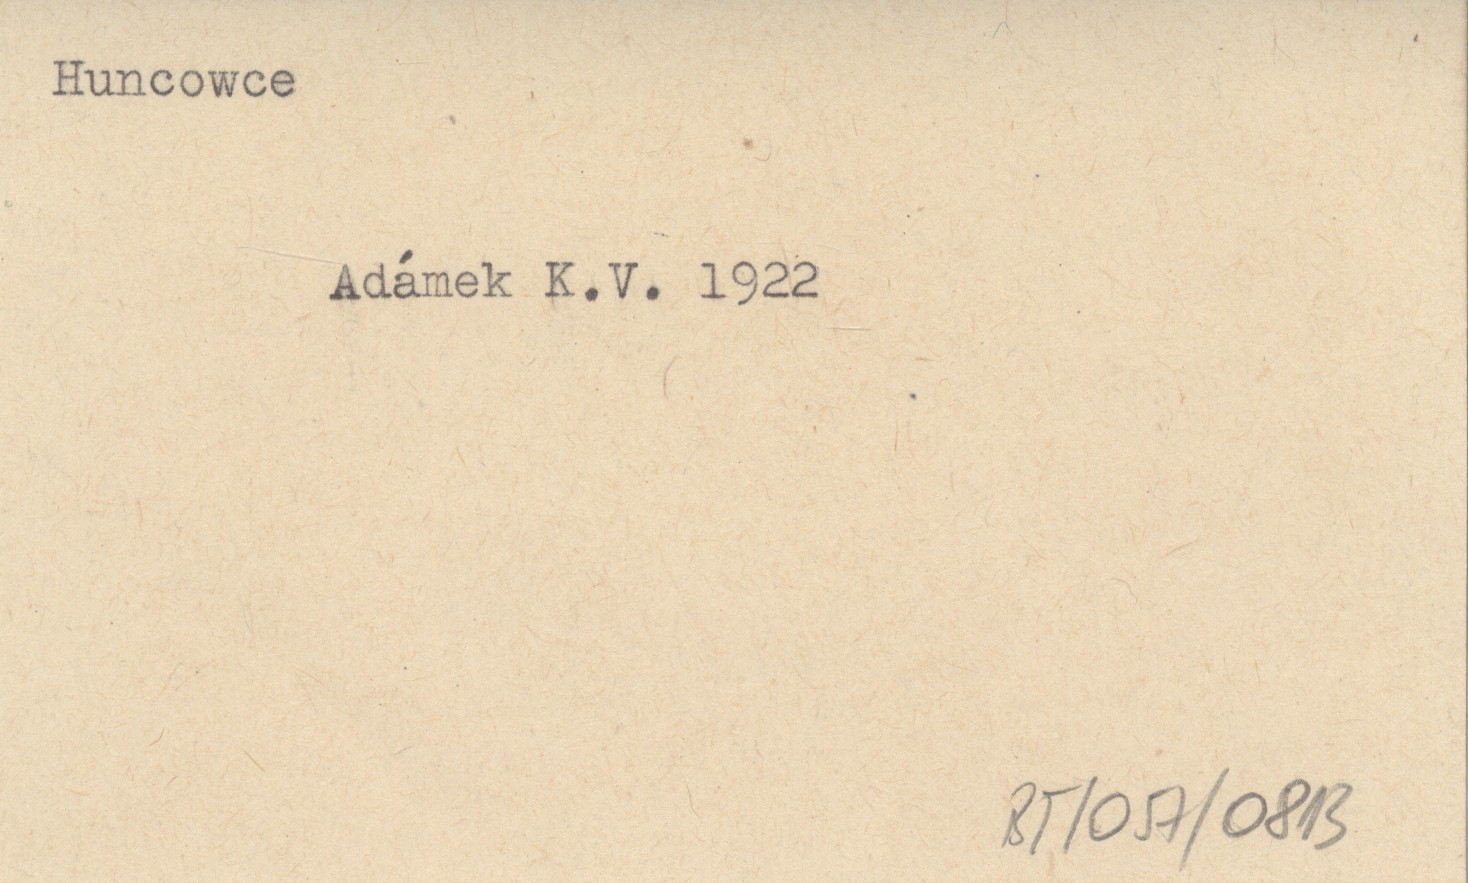 Huncowce
Adámek K.V. 1922
BT/057/0813